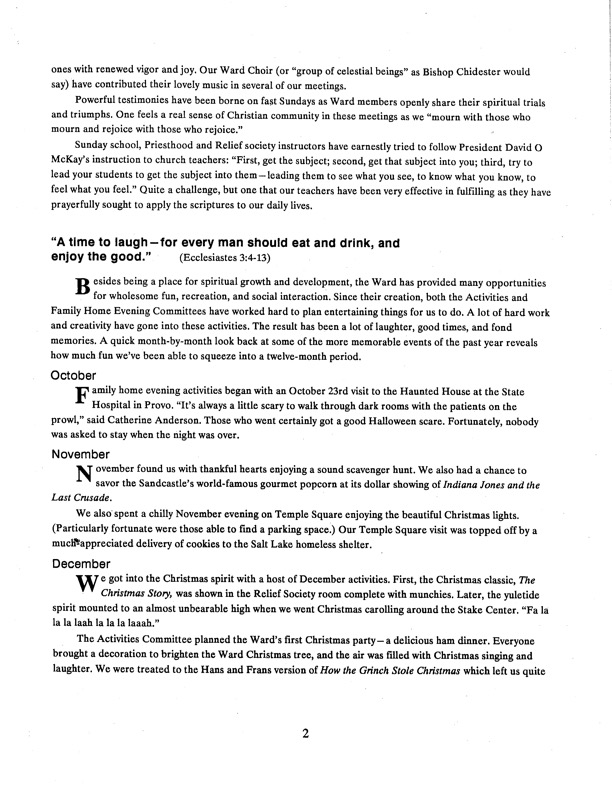 ones with renewed vigor and joy. Our Ward Choir (or “group of celestial beings” as Bishop Chidester would
say) have contributed their lovely music in several of our meetings.
Powerful testimonies have been borne on fast Sundays as Ward members openly share their spiritual trials
and triumphs. One feels a real sense of Christian community in these meetings as we “mourn with those who
mourn and rejoice with those who rejoice.”
Sunday school, Priesthood and Relief society instructors have earnestly tried to follow President David O
McKay’s instruction to church teachers: “First, get the subject; second, get that subject into you; third, try to
lead your students to get the subject into them—leading them to see what you see, to know what you know, to
feel what you feel.” Quite a challenge, but one that our teachers have been very effective in fulfilling as they have
prayerfully sought to apply the scriptures to our daily lives.
“A time to laugh—for every man should eat and drink, and
enjoy the good.” (Ecclesiastes 3:4-13)
Besides being a place for spiritual growth and development, the Ward has provided many opportunities
for wholesome fun, recreation, and social interaction. Since their creation, both the Activities and
Family Home Evening Committees have worked hard to plan entertaining things for us to do. A lot of hard work
and creativity have gone into these activities. The result has been a lot of laughter, good times, and fond
memories. A quick month-by-month look back at some of the more memorable events of the past year reveals
how much fun we’ve been able to squeeze into a twelve-month period.
October
Family home evening activities began with an October 23rd visit to the Haunted House at the State
Hospital in Provo. “It’s always a little scary to walk through dark rooms with the patients on the
prowl,” said Catherine Anderson. Those who went certainly got a good Halloween scare. Fortunately, nobody
was asked to stay when the night was over.
November
November found us with thankful hearts enjoying a sound scavenger hunt. We also had a chance to
savor the Sandcastle’s world-famous gourmet popcorn at its dollar showing of Indiana Jones and the
Last Crusade.
We also spent a chilly November evening on Temple Square enjoying the beautiful Christmas lights.
(Particularly fortunate were those able to find a parking space.) Our Temple Square visit was topped off by a
much appreciated delivery of cookies to the Salt Lake homeless shelter.
December
We got into the Christmas spirit with a host of December activities. First, the Christmas classic, The
Christmas Story, was shown in the Relief Society room complete with munchies. Later, the yuletide
spirit mounted to an almost unbearable high when we went Christmas carolling around the Stake Center. “Fa la
la la laah la la la laaah.”
The Activities Committee planned the Ward’s first Christmas party—a delicious ham dinner. Everyone
brought a decoration to brighten the Ward Christmas tree, and the air was filled with Christmas singing and
laughter. We were treated to the Hans and Frans version of How the Grinch Stole Christmas which left us quite
2